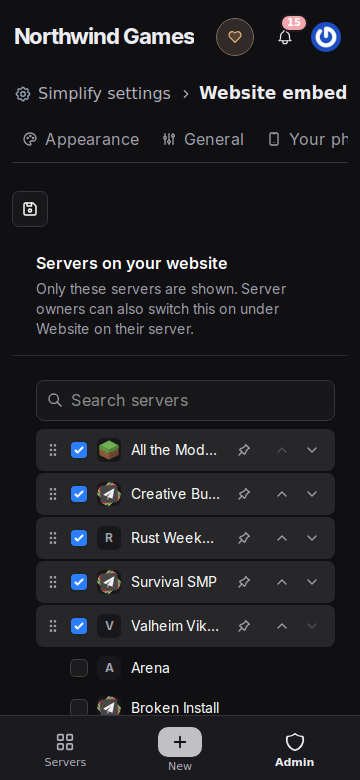 Northwind Games
15
Simplify settings › Website embed
Appearance General Your ph
Servers on your website
Only these servers are shown. Server
owners can also switch this on under
Website on their server.
Search servers
All the Mod...
Creative Bu...
R Rust Week...
Survival SMP
V Valheim Vik...
A Arena
Broken Install
Servers New Admin